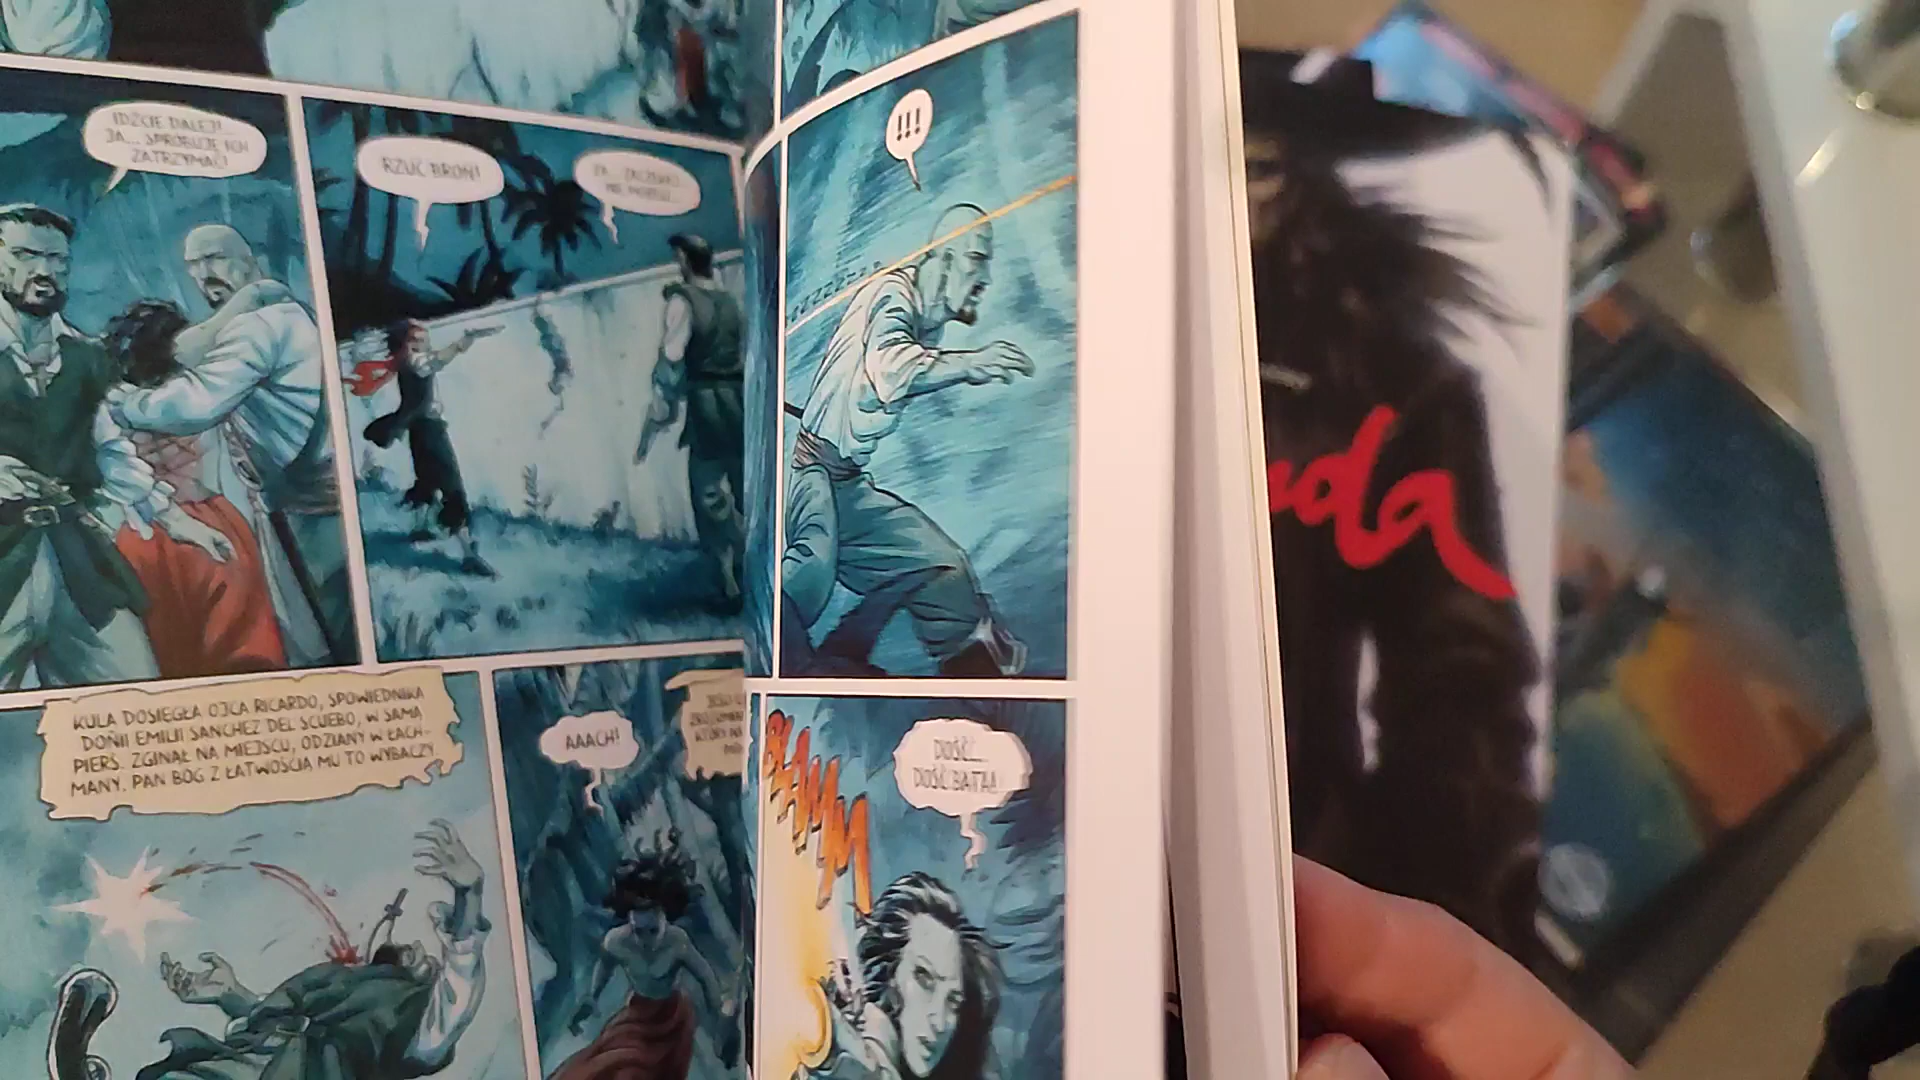 IDŹCIE DALEJ!...
JA... SPRÓBUJĘ ICH
ZATRZYMAĆ!
RZUĆ BROŃ!
KULA DOSIĘGŁA OJCA RICARDO, SPOWIEDNIKA
DOÑII EMILII SANCHEZ DEL SCUEBO, W SAMĄ
PIERŚ. ZGINĄŁ NA MIEJSCU, ODZIANY W ŁACH-
MANY. PAN BÓG Z ŁATWOŚCIĄ MU TO WYBACZY.
AAACH!
!!!
BLAMM
DOŚĆ...
DOŚĆ BATA!
da